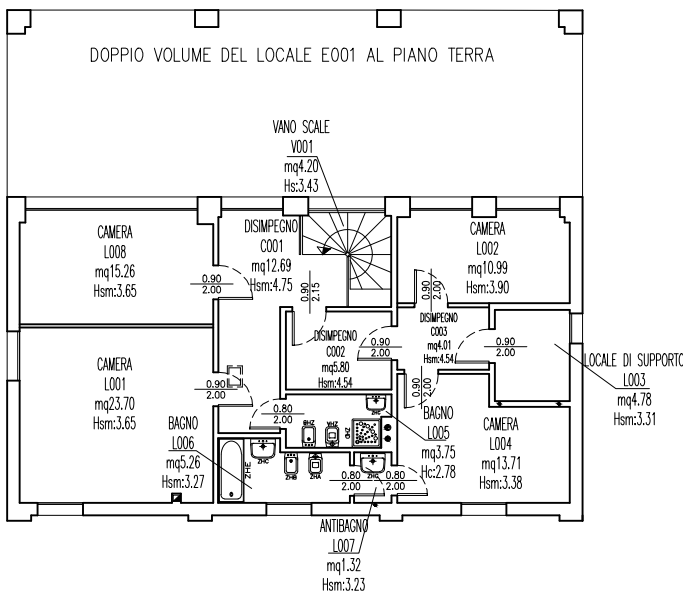 DOPPIO VOLUME DEL LOCALE E001 AL PIANO TERRA
VANO SCALE
V001
mq4.20
Hs:3.43
CAMERA
L008
mq15.26
Hsm:3.65
DISIMPEGNO
C001
mq12.69
Hsm:4.75
CAMERA
L002
mq10.99
Hsm:3.90
0.90
2.00
0.90
2.15
0.90
2.00
DISIMPEGNO
C002
mq5.80
Hsm:4.54
0.90
2.00
DISIMPEGNO
C003
mq4.01
Hsm:4.54
0.90
2.00
LOCALE DI SUPPORTO
L003
mq4.78
Hsm:3.31
CAMERA
L001
mq23.70
Hsm:3.65
0.90
2.00
0.80
2.00
0.90
2.00
BAGNO
L006
mq5.26
Hsm:3.27
BAGNO
L005
mq3.75
Hc:2.78
CAMERA
L004
mq13.71
Hsm:3.38
ZHC
ZHE
ZHC
ZHB
ZHA
ZHC
0.80
2.00
0.80
2.00
ANTIBAGNO
L007
mq1.32
Hsm:3.23